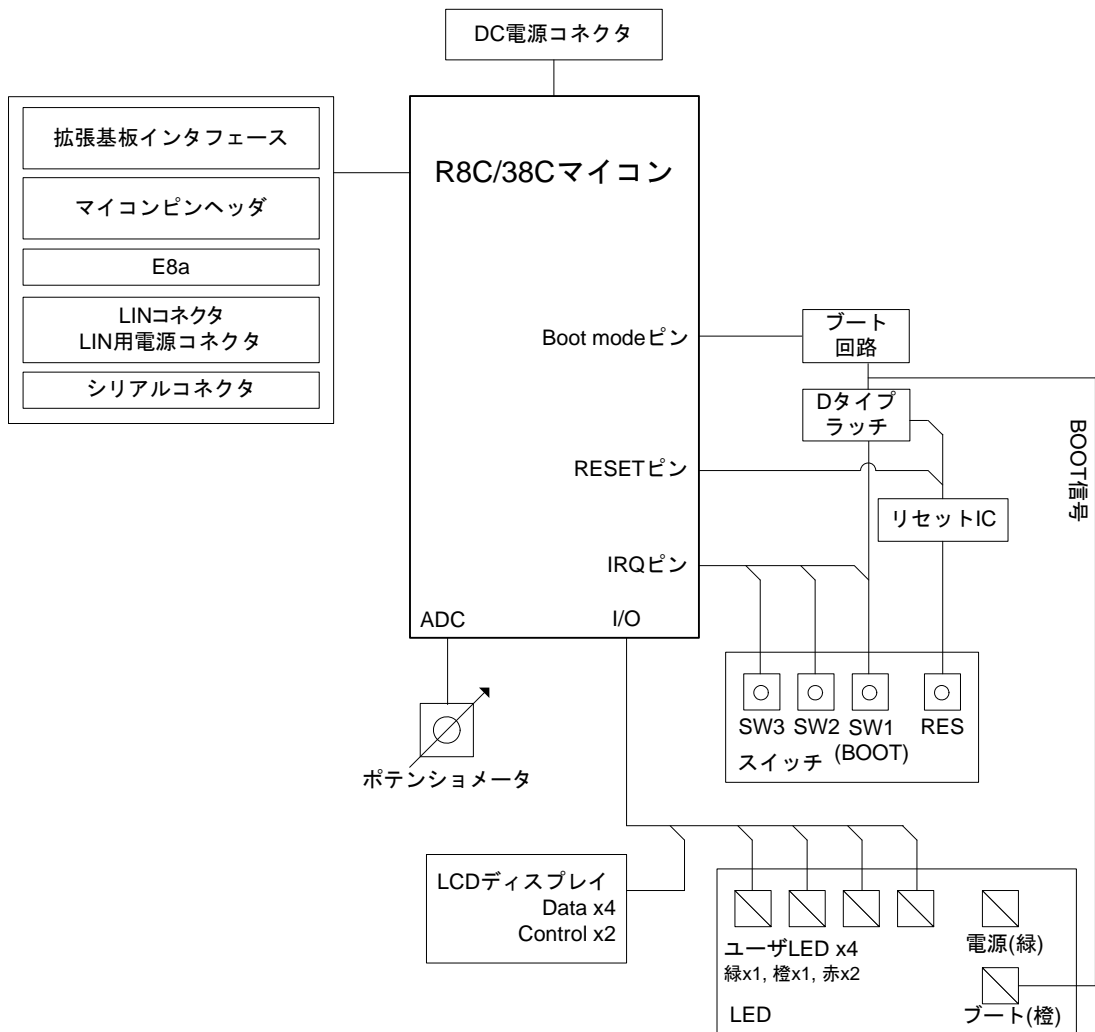 DC電源コネクタ
拡張基板インタフェース
マイコンピンヘッダ
E8a
LINコネクタ
LIN用電源コネクタ
シリアルコネクタ
R8C/38Cマイコン
Boot modeピン
RESETピン
IRQピン
ADC
I/O
ブート
回路
Dタイプ
ラッチ
リセットIC
BOOT信号
SW3
SW2
SW1
(BOOT)
RES
スイッチ
ポテンショメータ
LCDディスプレイ
Data x4
Control x2
ユーザLED x4
緑x1, 橙x1, 赤x2
電源(緑)
ブート(橙)
LED